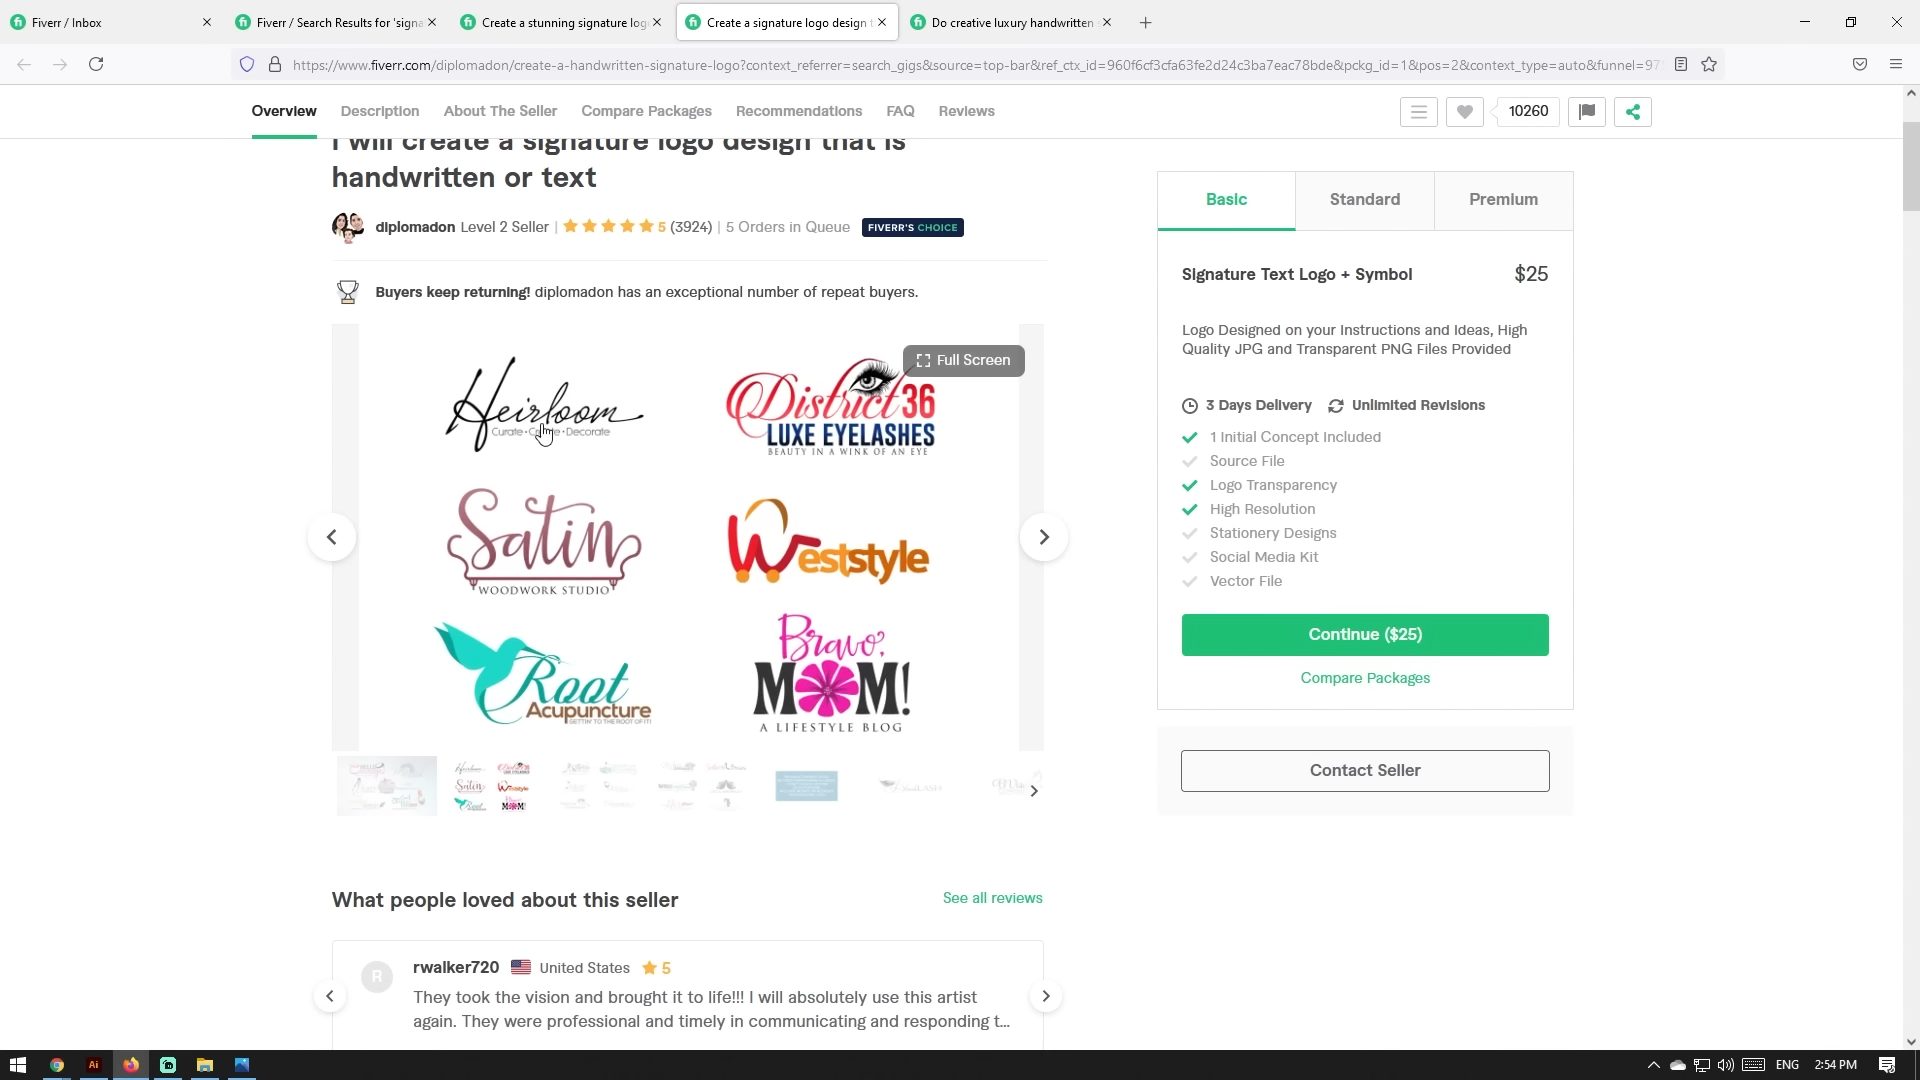 Fiverr / Inbox
Fiverr / Search Results for 'signa
Create a stunning signature log
Create a signature logo design t
Do creative luxury handwritten s
https://www.fiverr.com/diplomadon/create-a-handwritten-signature-logo?context_referrer=search_gigs&source=top-bar&ref_ctx_id=960f6cf3cfa63fe2d24c3ba7eac78bde&pckg_id=1&pos=2&context_type=auto&funnel=97
Overview Description About The Seller Compare Packages Recommendations FAQ Reviews
10260
I will create a signature logo design that is
handwritten or text
diplomadon Level 2 Seller | 5 (3924) | 5 Orders in Queue FIVERR'S CHOICE
Buyers keep returning! diplomadon has an exceptional number of repeat buyers.
Full Screen
Heirloom
Curate • Create • Decorate
District 36
LUXE EYELASHES
BEAUTY IN A WINK OF AN EYE
Satin
WOODWORK STUDIO
Weststyle
Root
Acupuncture
GETTIN' TO THE ROOT OF IT!
Bravo,
MOM!
A LIFESTYLE BLOG
What people loved about this seller
See all reviews
R
rwalker720 United States 5
They took the vision and brought it to life!!! I will absolutely use this artist
again. They were professional and timely in communicating and responding t...
Basic Standard Premium
Signature Text Logo + Symbol $25
Logo Designed on your Instructions and Ideas, High
Quality JPG and Transparent PNG Files Provided
3 Days Delivery Unlimited Revisions
1 Initial Concept Included
Source File
Logo Transparency
High Resolution
Stationery Designs
Social Media Kit
Vector File
Continue ($25)
Compare Packages
Contact Seller
Ai
ENG 2:54 PM